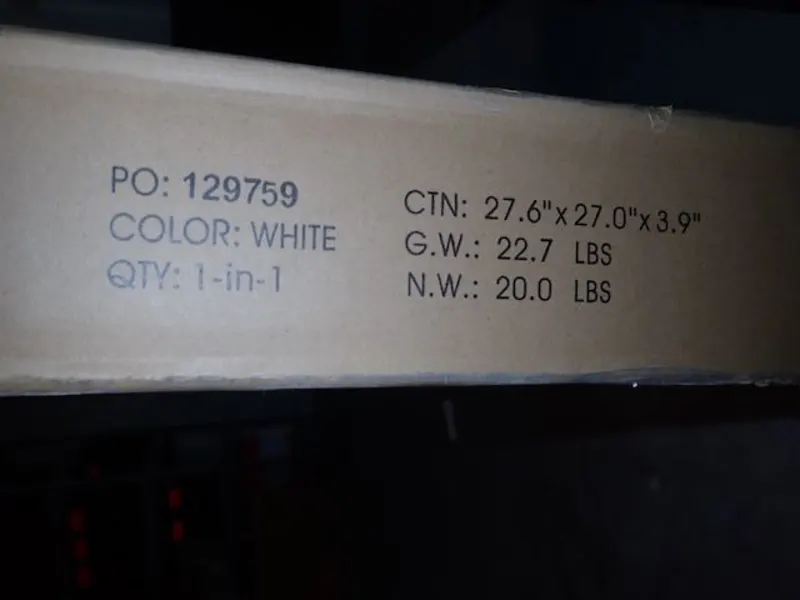 PO: 129759
COLOR: WHITE
QTY: 1-in-1
CTN: 27.6"x27.0"x3.9"
G.W.: 22.7 LBS
N.W.: 20.0 LBS